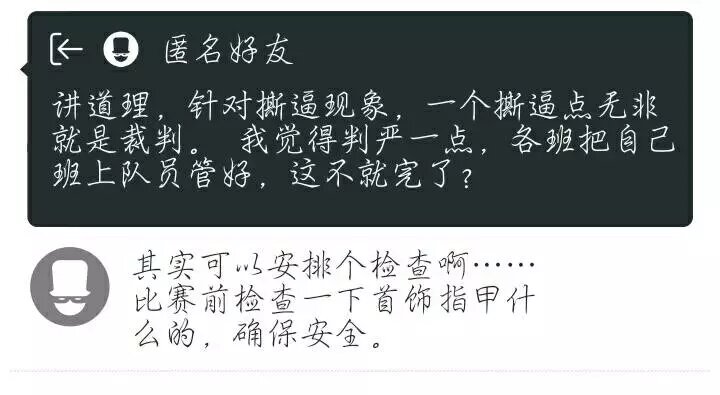 匿名好友
讲道理，针对撕逼现象，一个撕逼点无非
就是裁判。 我觉得判严一点，各班把自己
班上队员管好，这不就完了？
其实可以安排个检查啊……
比赛前检查一下首饰指甲什
么的，确保安全。